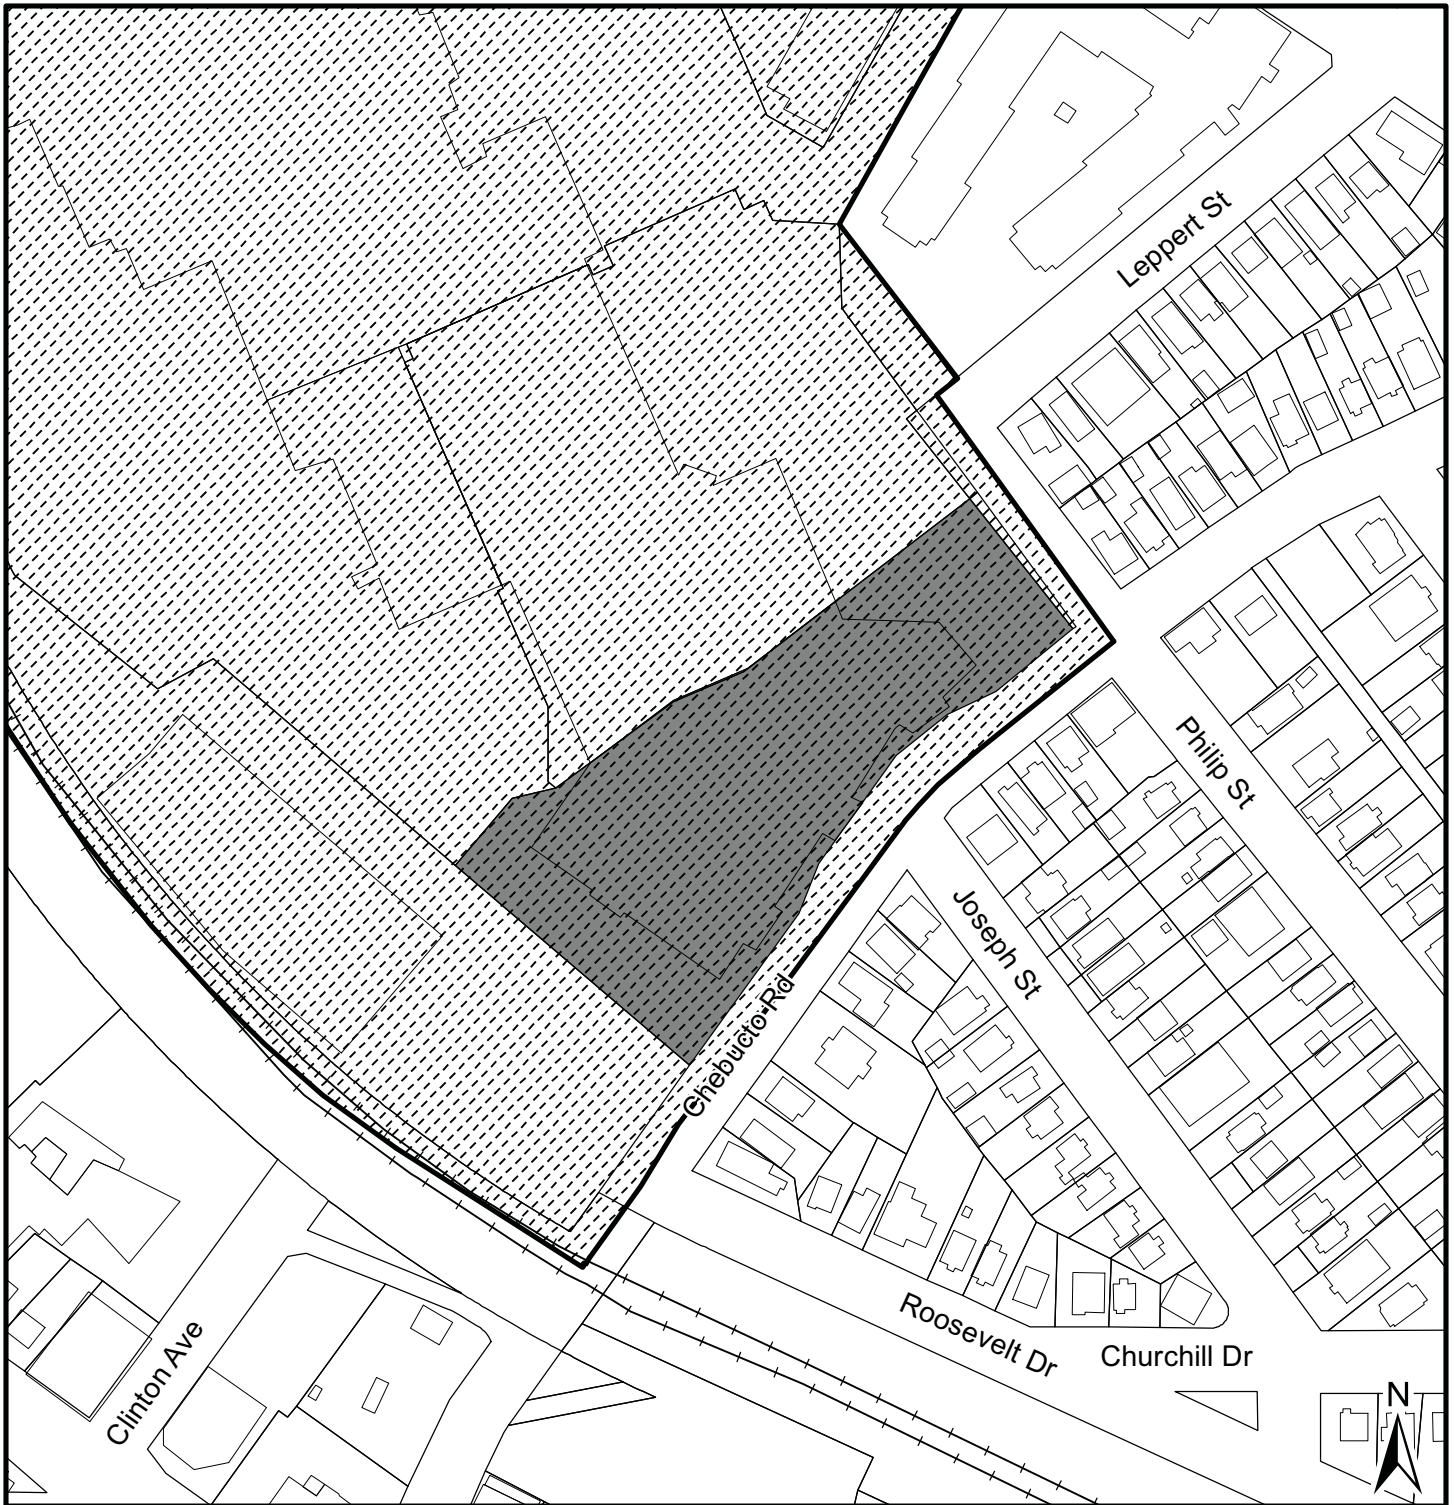 Leppert St
Philip St
Joseph St
Chebucto Rd
Roosevelt Dr
Churchill Dr
Clinton Ave
N